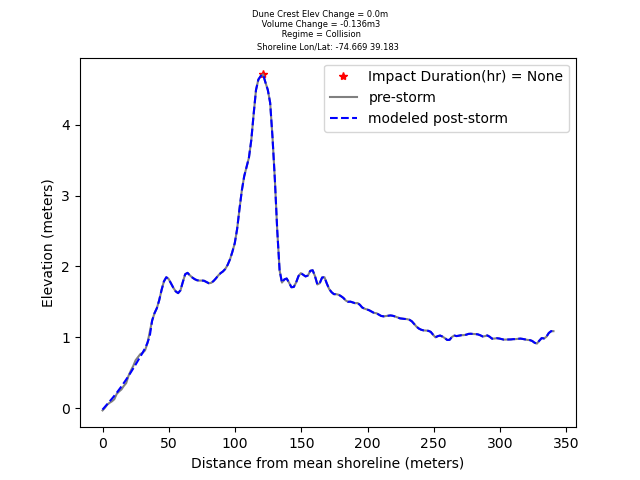 Dune Crest Elev Change = 0.0m
Volume Change = -0.136m3
Regime = Collision
Shoreline Lon/Lat: -74.669 39.183
Impact Duration(hr) = None
pre-storm
modeled post-storm
Elevation (meters)
4
3
2
1
0
0 50 100 150 200 250 300 350
Distance from mean shoreline (meters)